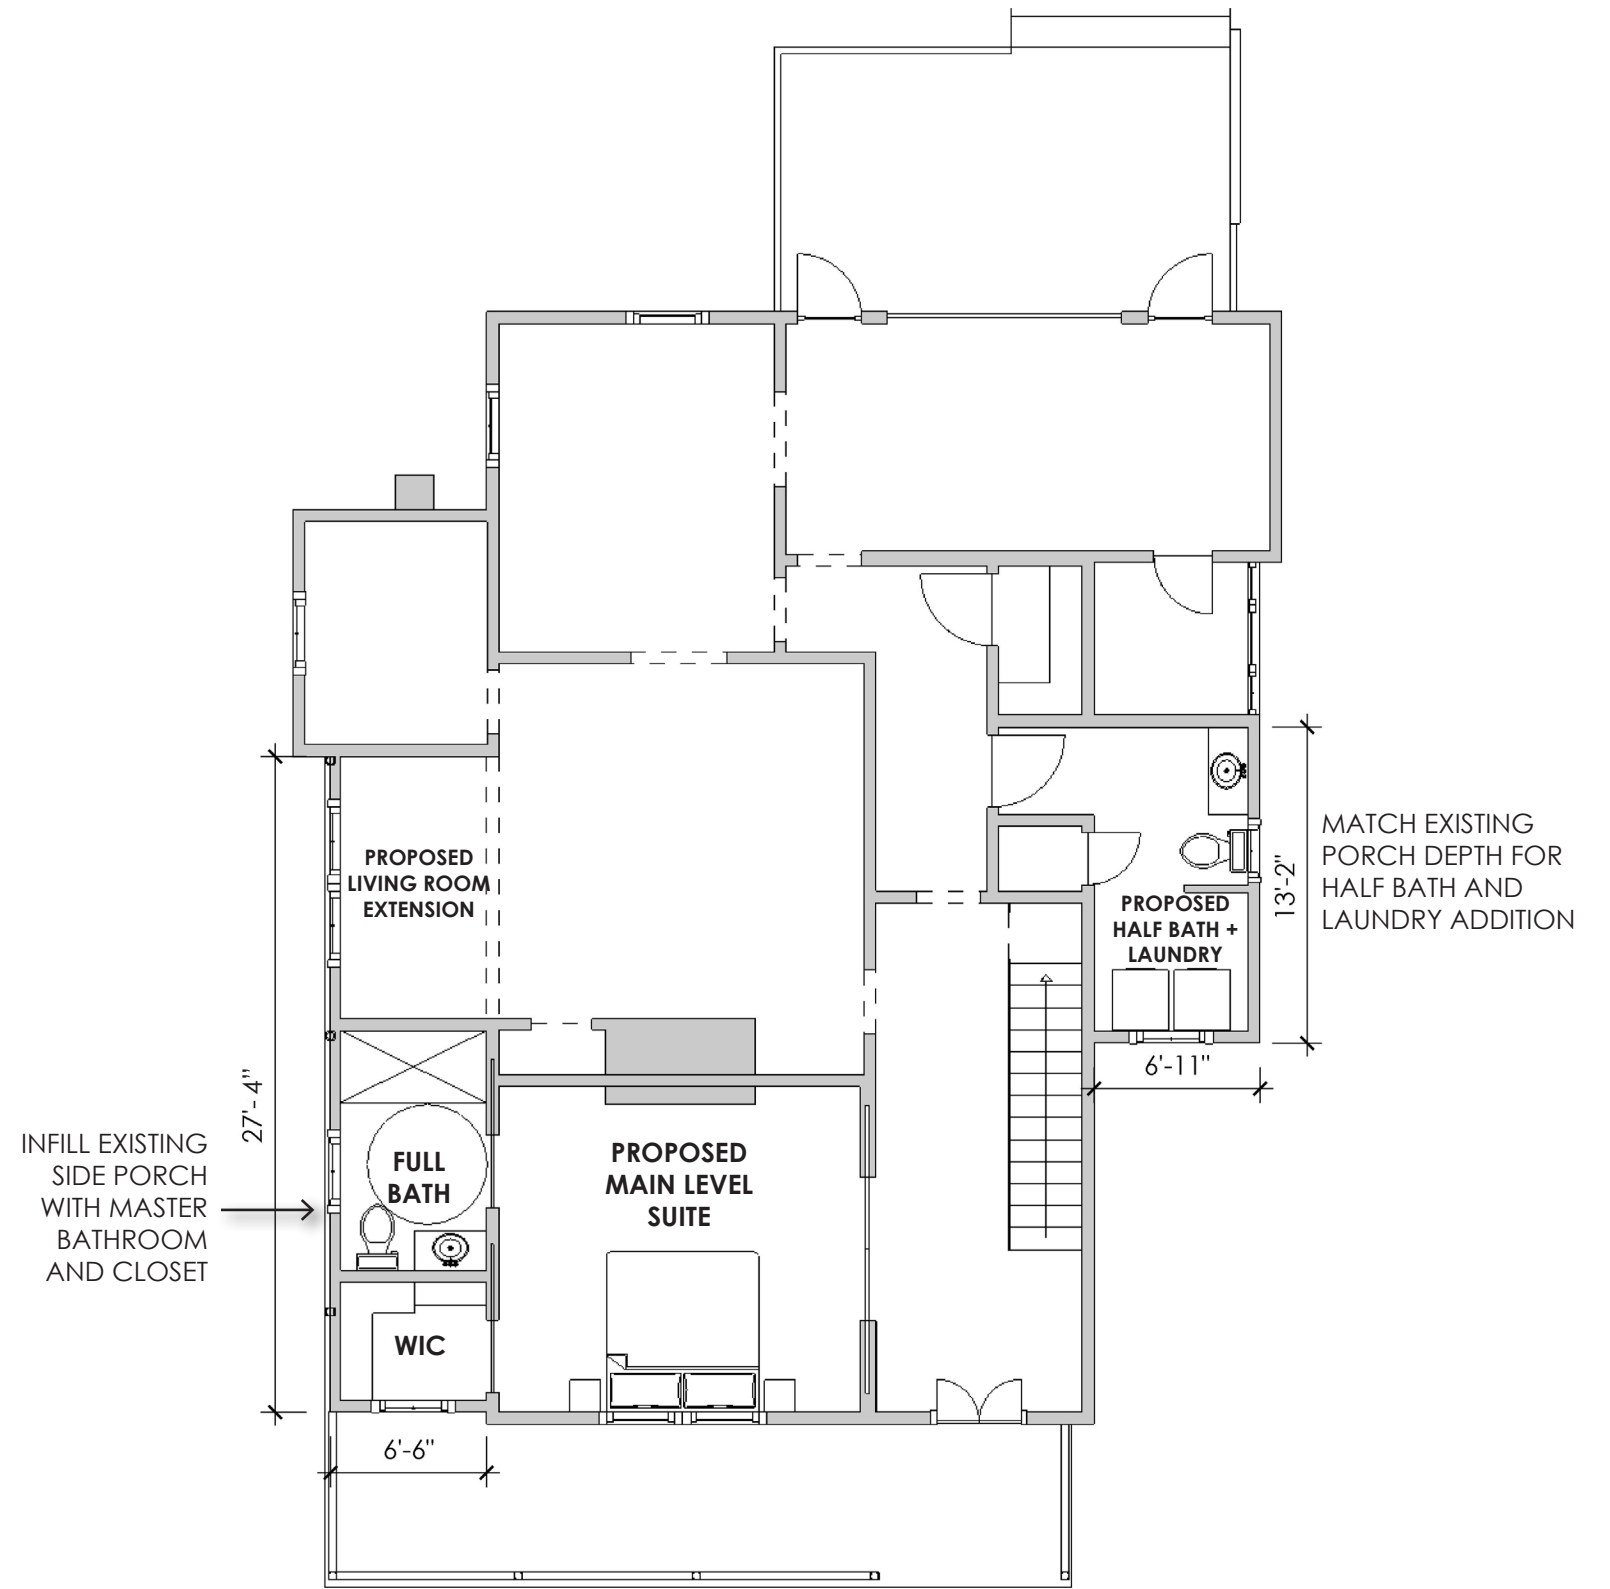 PROPOSED
LIVING ROOM
EXTENSION
MATCH EXISTING
PORCH DEPTH FOR
HALF BATH AND
LAUNDRY ADDITION
13'-2"
PROPOSED
HALF BATH +
LAUNDRY
6'-11"
27'- 4"
INFILL EXISTING
SIDE PORCH
WITH MASTER
BATHROOM
AND CLOSET
FULL
BATH
PROPOSED
MAIN LEVEL
SUITE
WIC
6'-6"